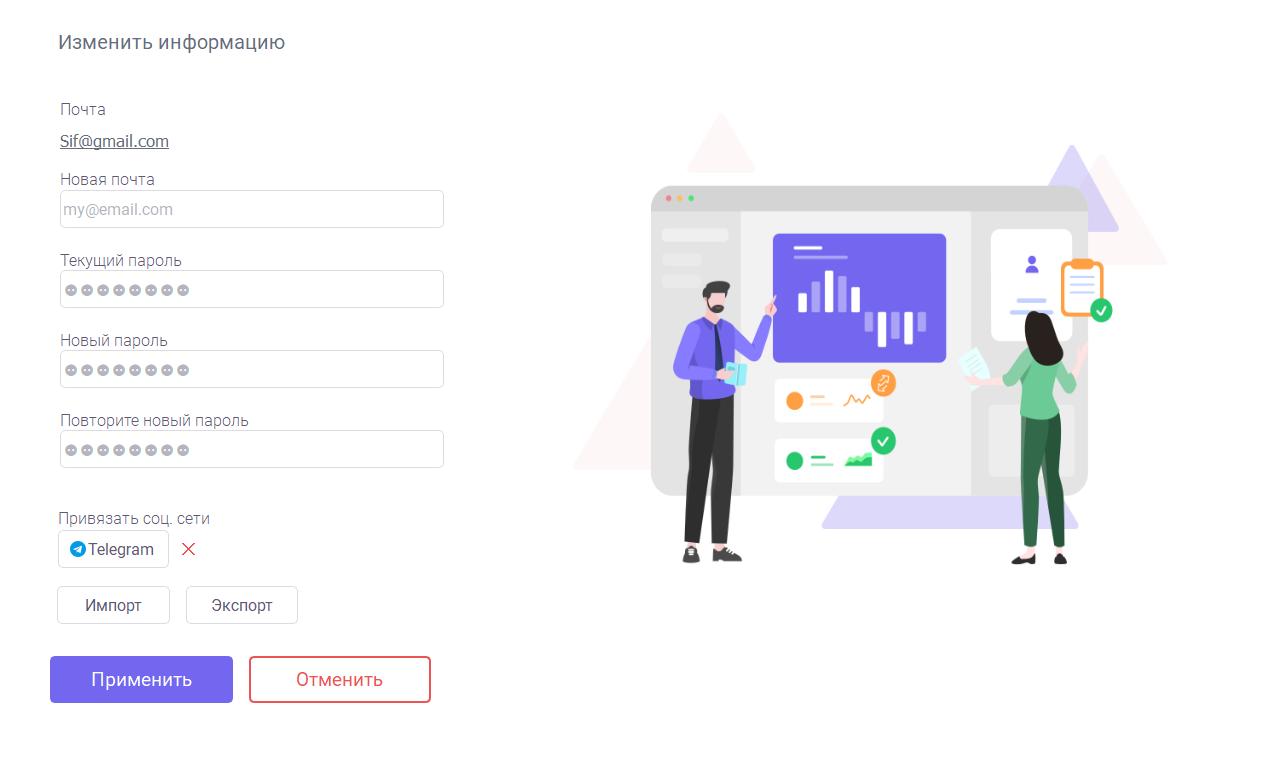 Изменить информацию
Почта
Sif@gmail.com
Новая почта
my@email.com
Текущий пароль
Новый пароль
Повторите новый пароль
Привязать соц. сети
Telegram
Импорт Экспорт
Применить Отменить